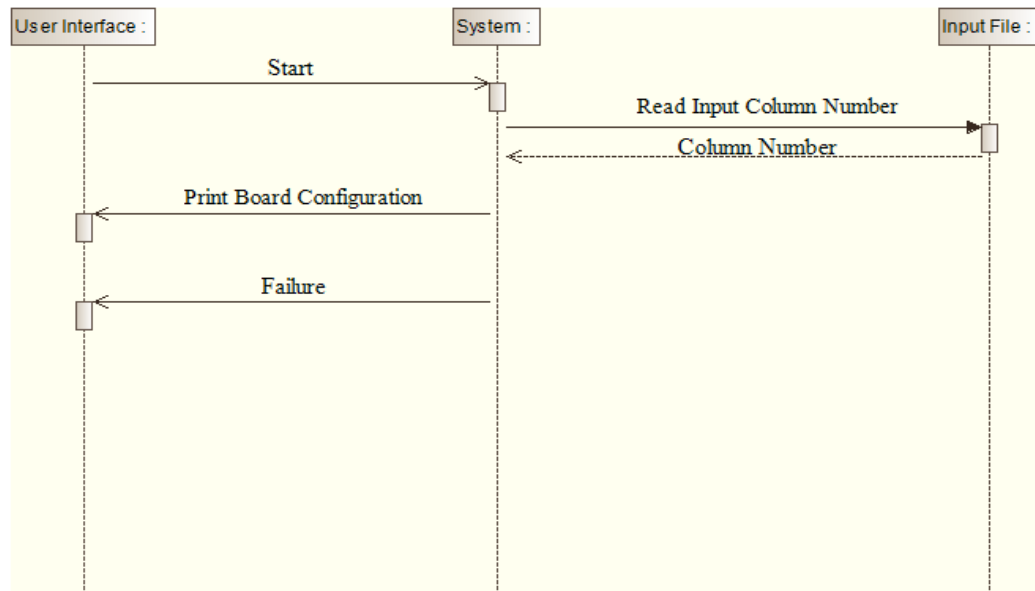 User Interface :
System :
Input File :
Start
Read Input Column Number
Column Number
Print Board Configuration
Failure